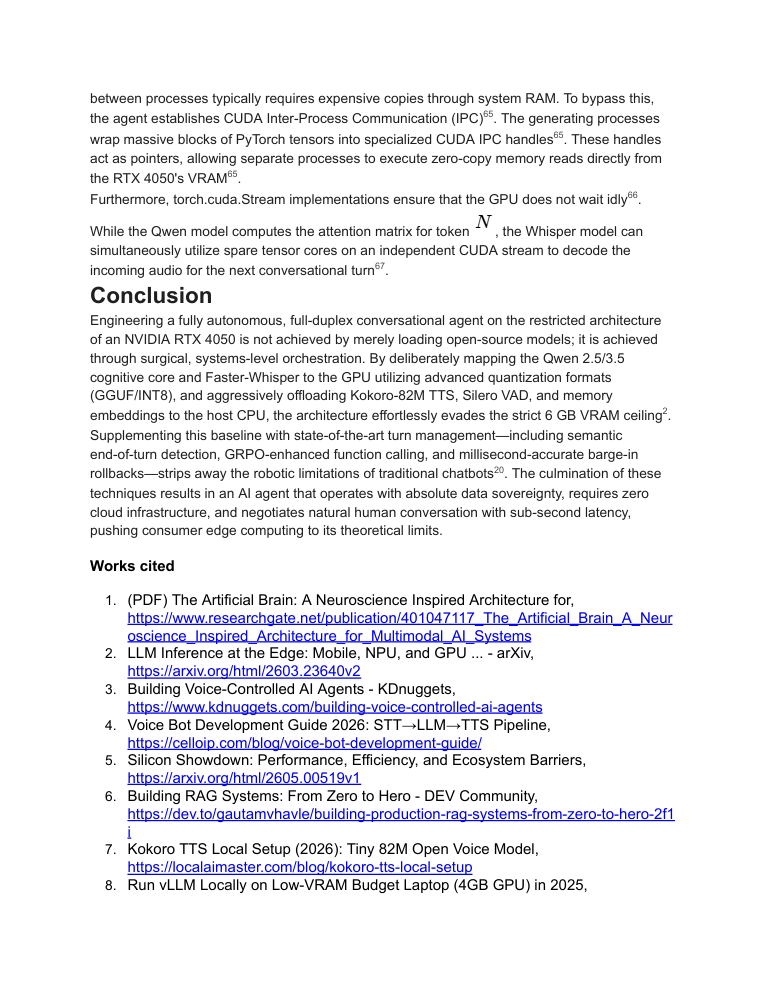 between processes typically requires expensive copies through system RAM. To bypass this,
the agent establishes CUDA Inter-Process Communication (IPC)65. The generating processes
wrap massive blocks of PyTorch tensors into specialized CUDA IPC handles65. These handles
act as pointers, allowing separate processes to execute zero-copy memory reads directly from
the RTX 4050's VRAM65.
Furthermore, torch.cuda.Stream implementations ensure that the GPU does not wait idly66.
While the Qwen model computes the attention matrix for token N, the Whisper model can
simultaneously utilize spare tensor cores on an independent CUDA stream to decode the
incoming audio for the next conversational turn67.
Conclusion
Engineering a fully autonomous, full-duplex conversational agent on the restricted architecture
of an NVIDIA RTX 4050 is not achieved by merely loading open-source models; it is achieved
through surgical, systems-level orchestration. By deliberately mapping the Qwen 2.5/3.5
cognitive core and Faster-Whisper to the GPU utilizing advanced quantization formats
(GGUF/INT8), and aggressively offloading Kokoro-82M TTS, Silero VAD, and memory
embeddings to the host CPU, the architecture effortlessly evades the strict 6 GB VRAM ceiling2.
Supplementing this baseline with state-of-the-art turn management—including semantic
end-of-turn detection, GRPO-enhanced function calling, and millisecond-accurate barge-in
rollbacks—strips away the robotic limitations of traditional chatbots20. The culmination of these
techniques results in an AI agent that operates with absolute data sovereignty, requires zero
cloud infrastructure, and negotiates natural human conversation with sub-second latency,
pushing consumer edge computing to its theoretical limits.
Works cited
1. (PDF) The Artificial Brain: A Neuroscience Inspired Architecture for,
https://www.researchgate.net/publication/401047117_The_Artificial_Brain_A_Neur
oscience_Inspired_Architecture_for_Multimodal_AI_Systems
2. LLM Inference at the Edge: Mobile, NPU, and GPU ... - arXiv,
https://arxiv.org/html/2603.23640v2
3. Building Voice-Controlled AI Agents - KDnuggets,
https://www.kdnuggets.com/building-voice-controlled-ai-agents
4. Voice Bot Development Guide 2026: STT→LLM→TTS Pipeline,
https://celloip.com/blog/voice-bot-development-guide/
5. Silicon Showdown: Performance, Efficiency, and Ecosystem Barriers,
https://arxiv.org/html/2605.00519v1
6. Building RAG Systems: From Zero to Hero - DEV Community,
https://dev.to/gautamvhavle/building-production-rag-systems-from-zero-to-hero-2f1
i
7. Kokoro TTS Local Setup (2026): Tiny 82M Open Voice Model,
https://localaimaster.com/blog/kokoro-tts-local-setup
8. Run vLLM Locally on Low-VRAM Budget Laptop (4GB GPU) in 2025,